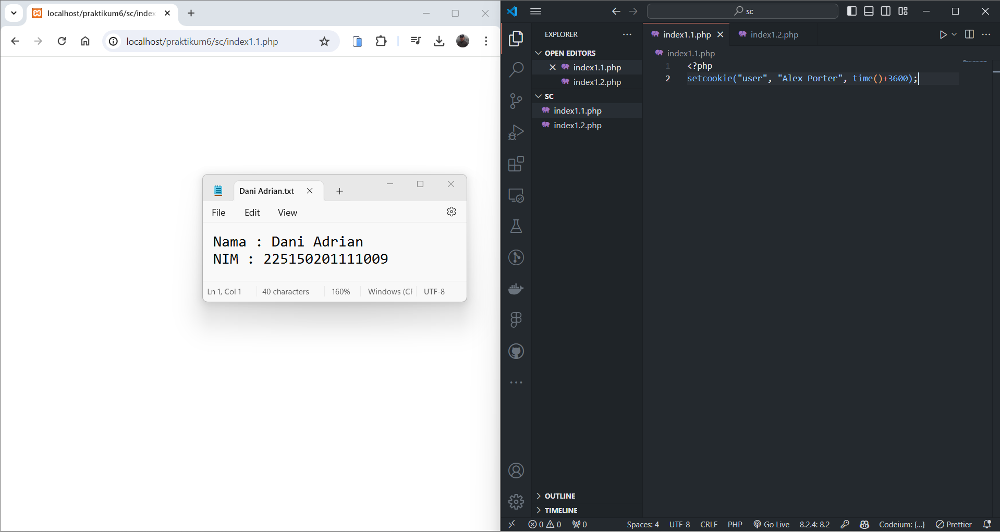 localhost/praktikum6/sc/index
localhost/praktikum6/sc/index1.1.php
Dani Adrian.txt
File Edit View
Nama : Dani Adrian
NIM : 225150201111009
Ln 1, Col 1 40 characters 160% Windows (CF UTF-8
sc
EXPLORER
OPEN EDITORS
index1.1.php
index1.2.php
SC
index1.1.php
index1.2.php
OUTLINE
TIMELINE
index1.1.php index1.2.php
index1.1.php
1 <?php
2 setcookie("user", "Alex Porter", time()+3600);
0 0 0 Spaces: 4 UTF-8 CRLF PHP Go Live 8.2.4: 8.2 Codeium: {...} Prettier